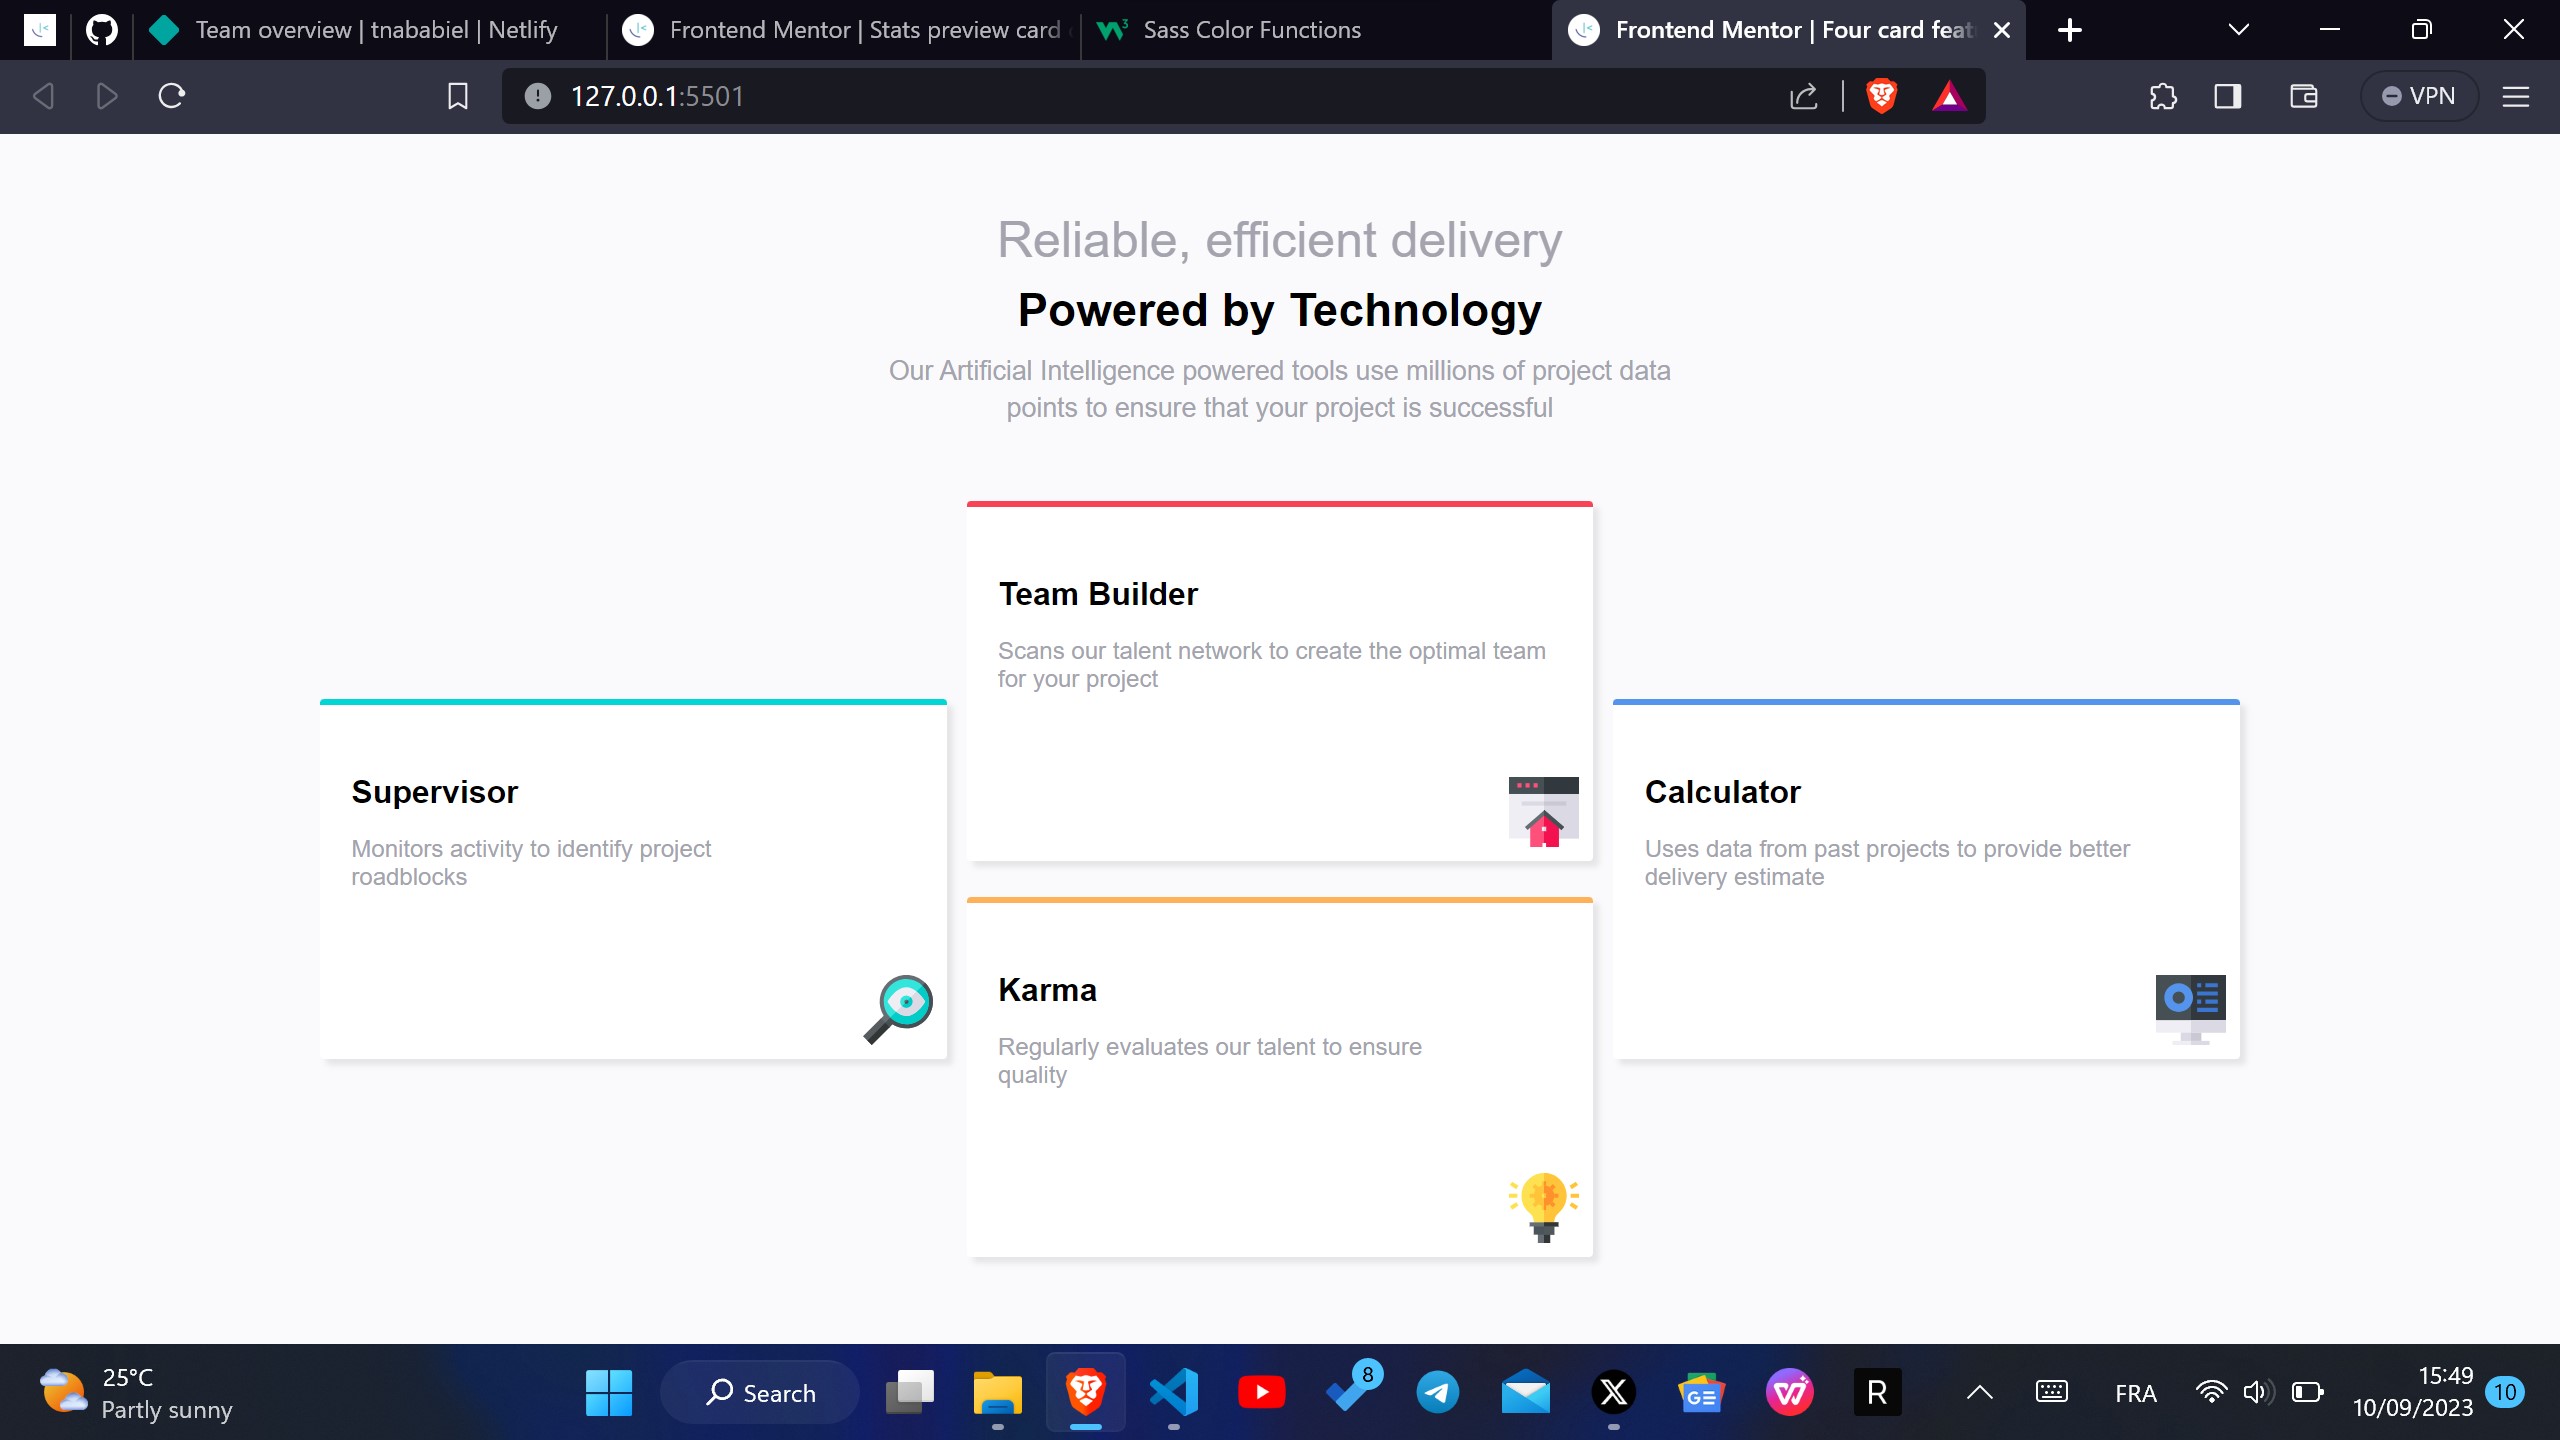 Team overview | tnababiel | Netlify
Frontend Mentor | Stats preview card
Sass Color Functions
Frontend Mentor | Four card feat
127.0.0.1:5501
VPN
Reliable, efficient delivery
Powered by Technology
Our Artificial Intelligence powered tools use millions of project data
points to ensure that your project is successful
Team Builder
Scans our talent network to create the optimal team
for your project
Supervisor
Monitors activity to identify project
roadblocks
Calculator
Uses data from past projects to provide better
delivery estimate
Karma
Regularly evaluates our talent to ensure
quality
25°C
Partly sunny
Search
8
GE
R
FRA
15:49
10/09/2023
10